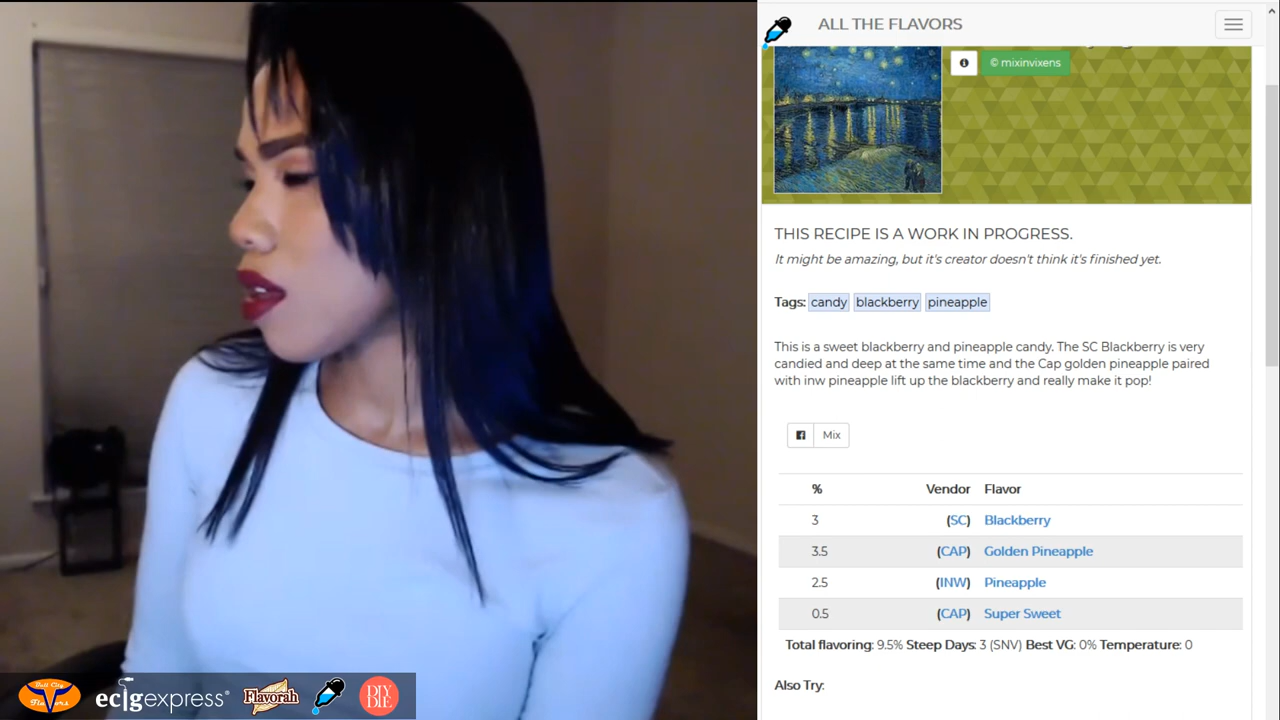 ALL THE FLAVORS
© mixinvixens
THIS RECIPE IS A WORK IN PROGRESS.
It might be amazing, but it's creator doesn't think it's finished yet.
Tags: candy blackberry pineapple
This is a sweet blackberry and pineapple candy. The SC Blackberry is very
candied and deep at the same time and the Cap golden pineapple paired
with inw pineapple lift up the blackberry and really make it pop!
Mix
% Vendor Flavor
3 (SC) Blackberry
3.5 (CAP) Golden Pineapple
2.5 (INW) Pineapple
0.5 (CAP) Super Sweet
Total flavoring: 9.5% Steep Days: 3 (SNV) Best VG: 0% Temperature: 0
Also Try:
Bull City
Flavors
ecigexpress®
Flavorah
DIY
OR
DIE